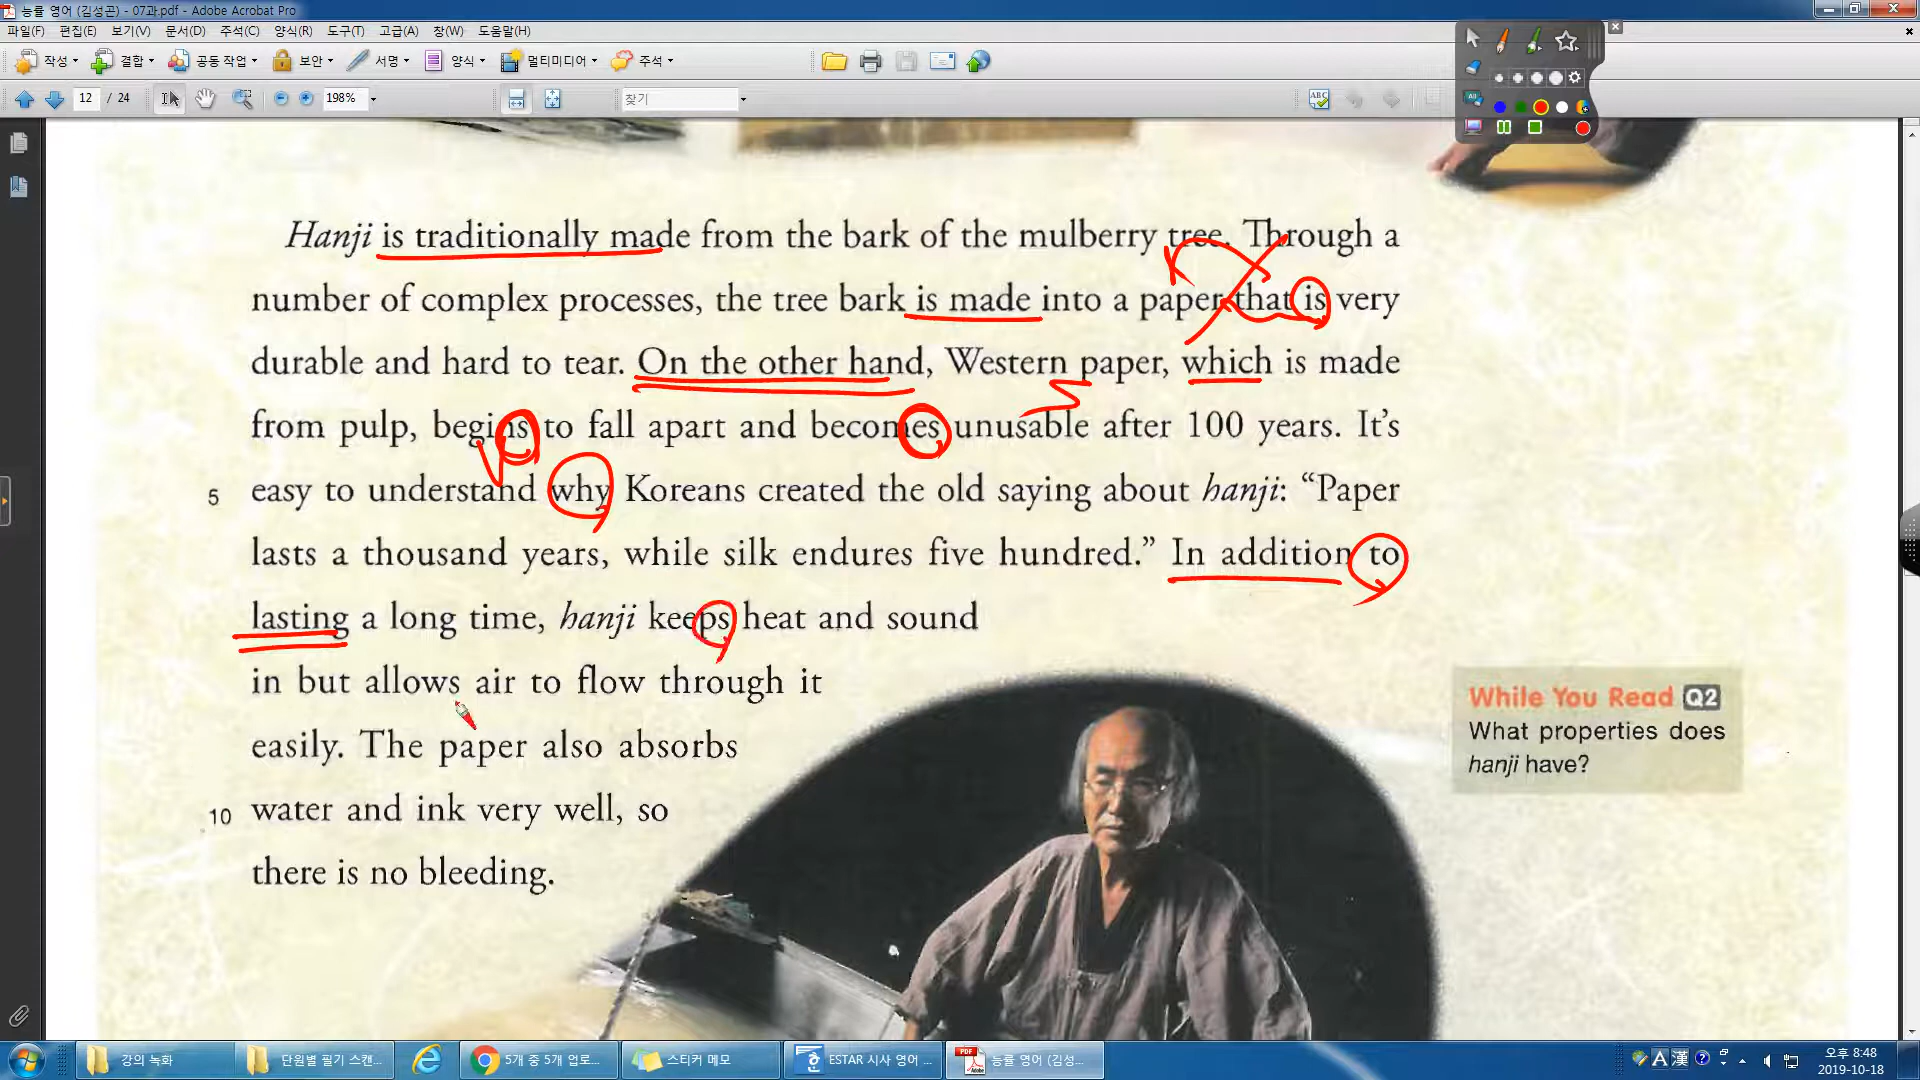 능률 영어 (김성곤) - 07과.pdf - Adobe Acrobat Pro
파일(F) 편집(E) 보기(V) 문서(D) 주석(C) 양식(R) 도구(T) 고급(A) 창(W) 도움말(H)
작성 결합 공동 작업 보안 서명 양식 멀티미디어 주석
12 / 24 198% 찾기
Hanji is traditionally made from the bark of the mulberry tree. Through a
number of complex processes, the tree bark is made into a paper that is very
durable and hard to tear. On the other hand, Western paper, which is made
from pulp, begins to fall apart and becomes unusable after 100 years. It's
5 easy to understand why Koreans created the old saying about hanji: “Paper
lasts a thousand years, while silk endures five hundred.” In addition to
lasting a long time, hanji keeps heat and sound
in but allows air to flow through it
easily. The paper also absorbs
10 water and ink very well, so
there is no bleeding.
While You Read Q2
What properties does
hanji have?
강의 녹화 단원별 필기 스캔... 5개 중 5개 업로... 스티커 메모 ESTAR 시사 영어 ... 능률 영어 (김성...
A 漢
오후 8:48
2019-10-18